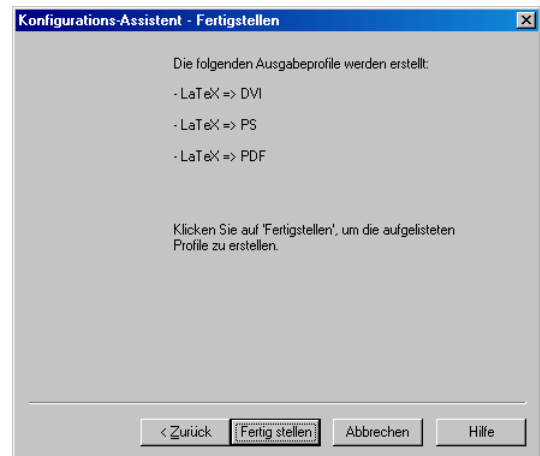 Konfigurations-Assistent - Fertigstellen
Die folgenden Ausgabeprofile werden erstellt:
- LaTeX => DVI
- LaTeX => PS
- LaTeX => PDF
Klicken Sie auf 'Fertigstellen', um die aufgelisteten
Profile zu erstellen.
< Zurück Fertig stellen Abbrechen Hilfe